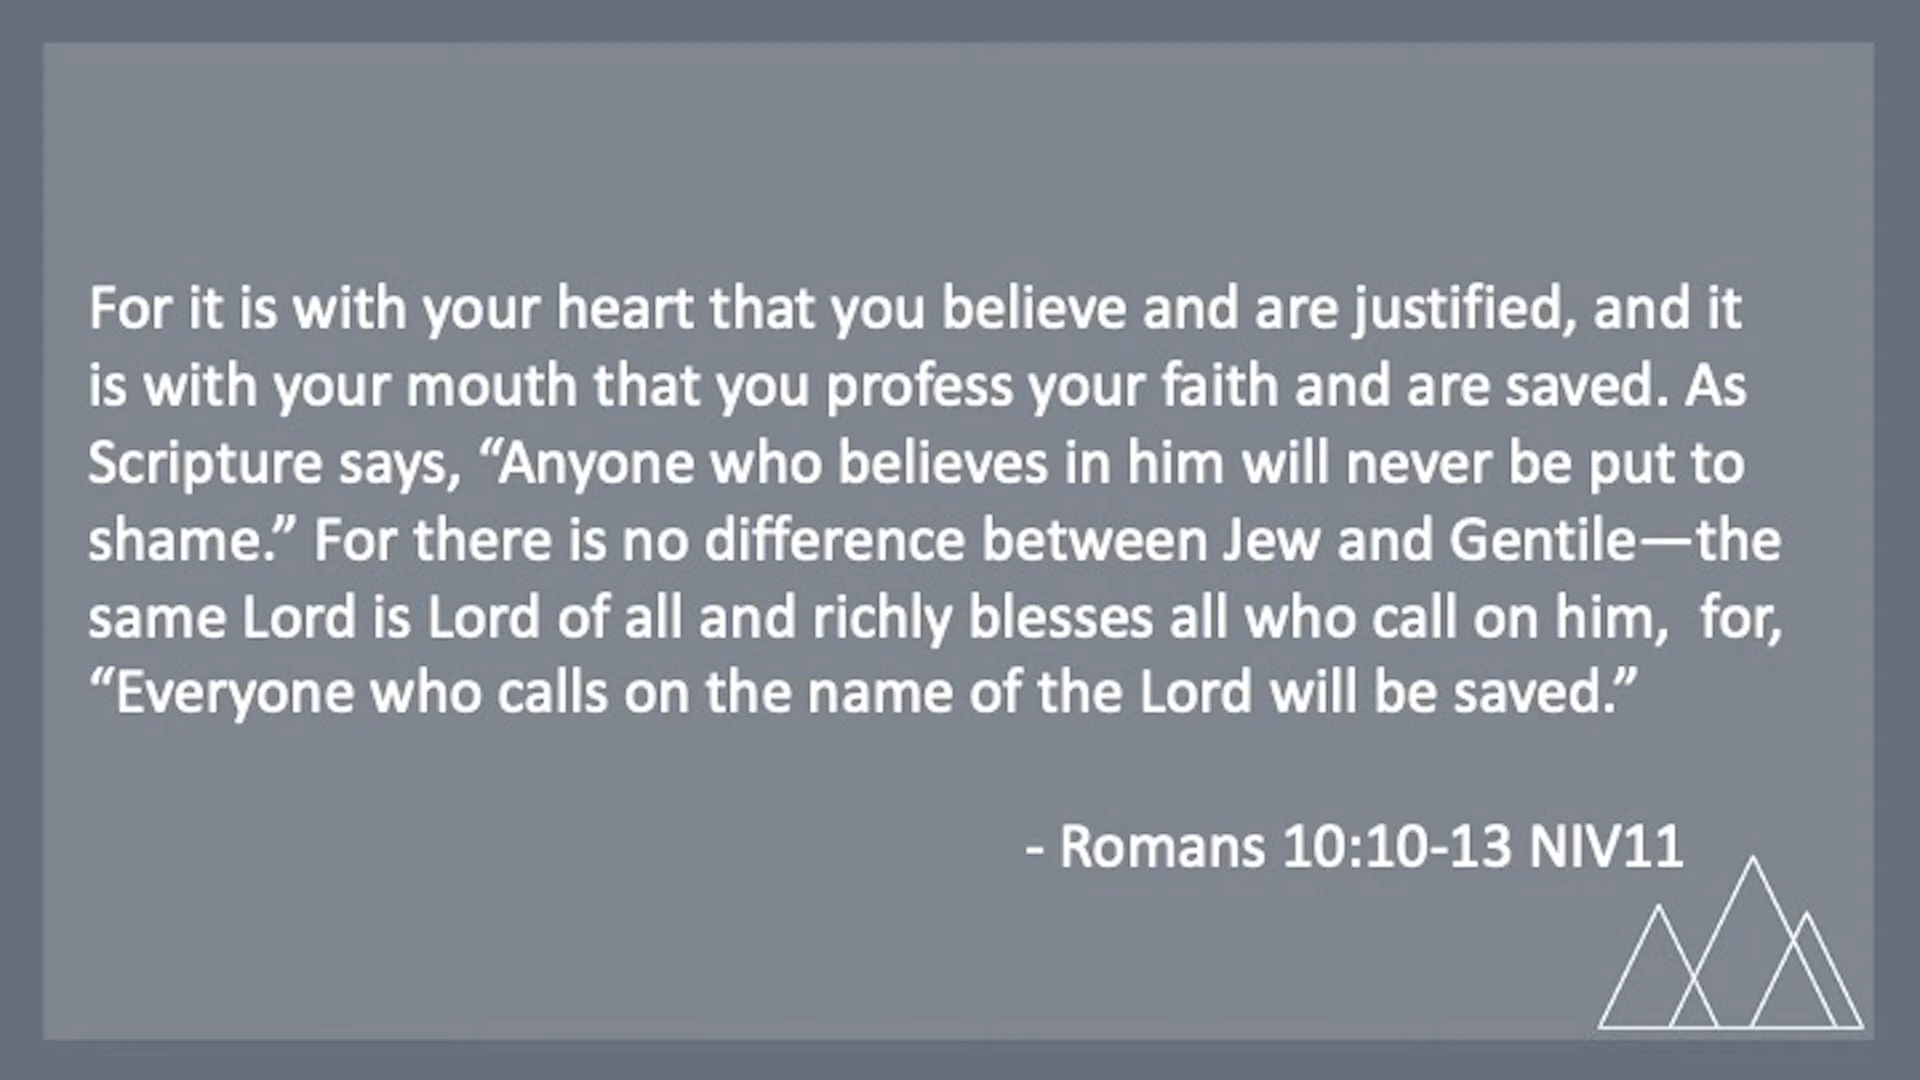 For it is with your heart that you believe and are justified, and it
is with your mouth that you profess your faith and are saved. As
Scripture says, “Anyone who believes in him will never be put to
shame.” For there is no difference between Jew and Gentile—the
same Lord is Lord of all and richly blesses all who call on him,  for,
“Everyone who calls on the name of the Lord will be saved.”
- Romans 10:10-13 NIV11